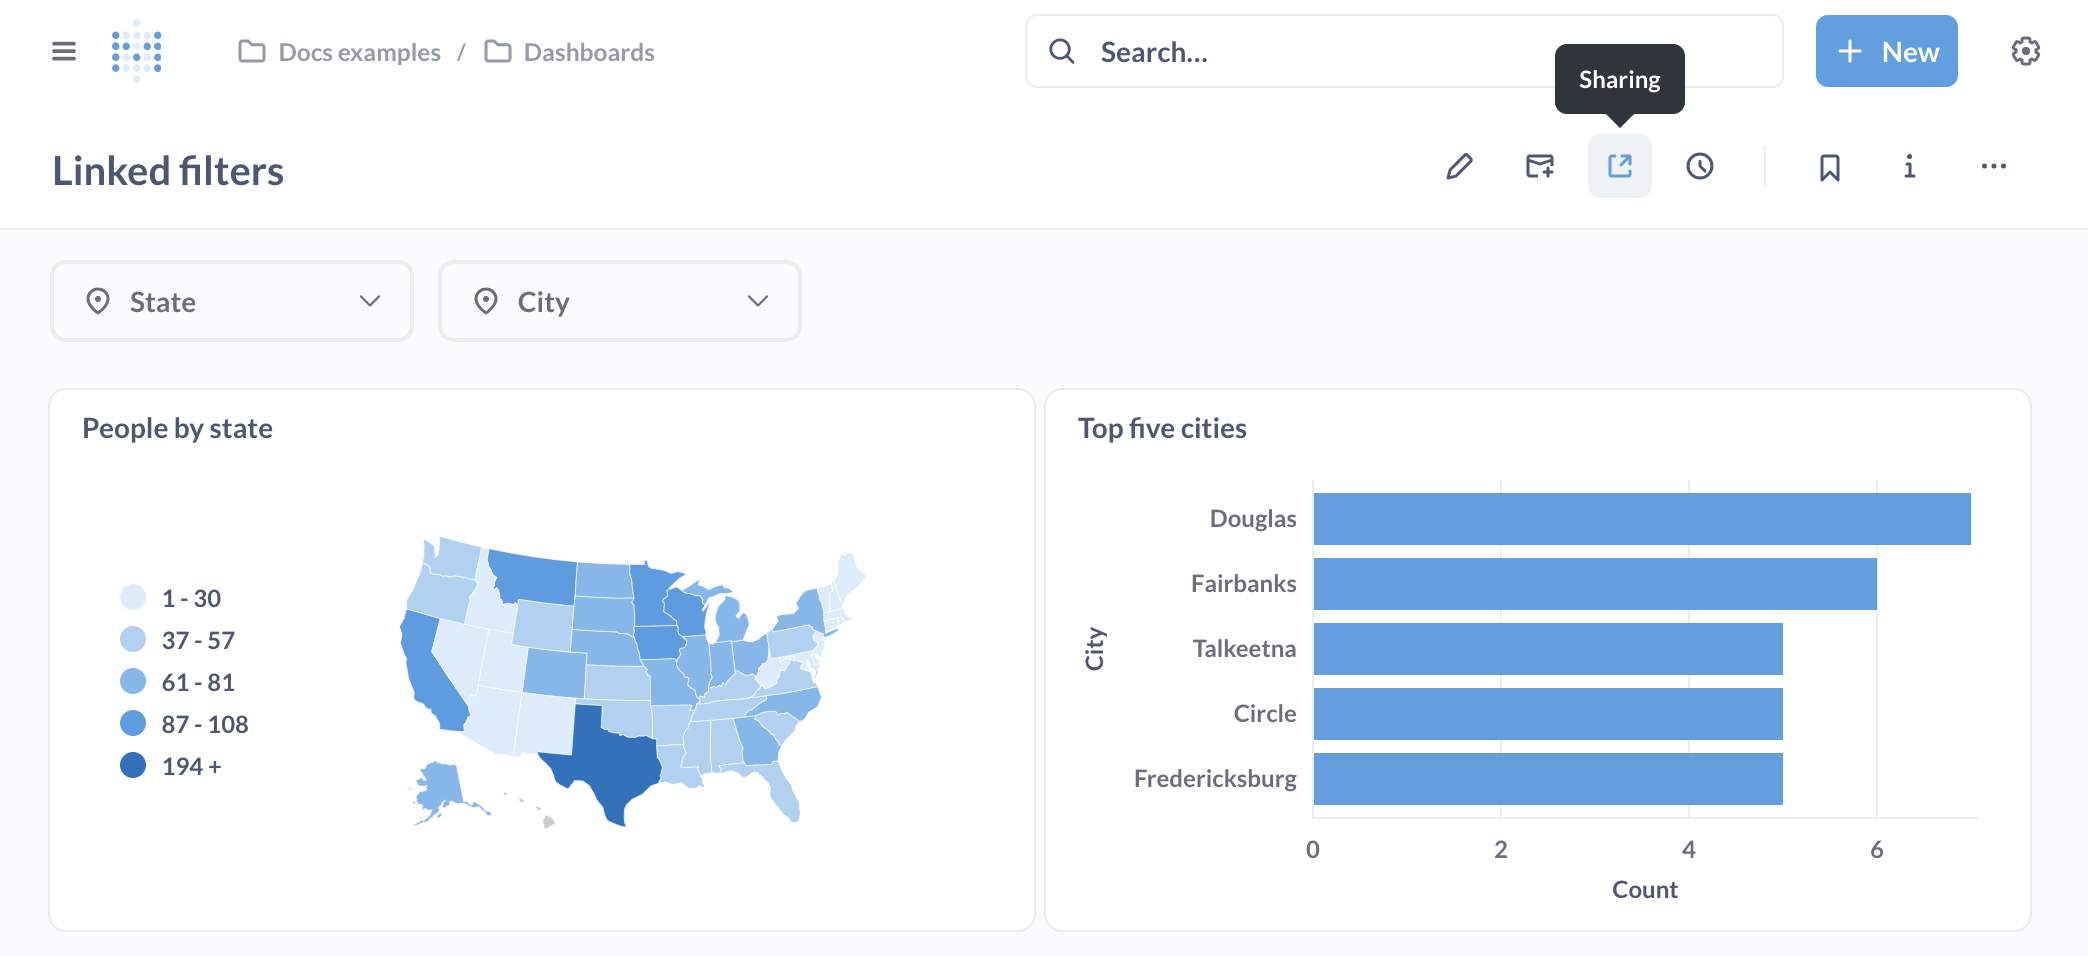 Docs examples / Dashboards
Search...
New
Sharing
Linked filters
State
City
People by state
1 - 30
37 - 57
61 - 81
87 - 108
194 +
Top five cities
City
Douglas
Fairbanks
Talkeetna
Circle
Fredericksburg
0 2 4 6
Count